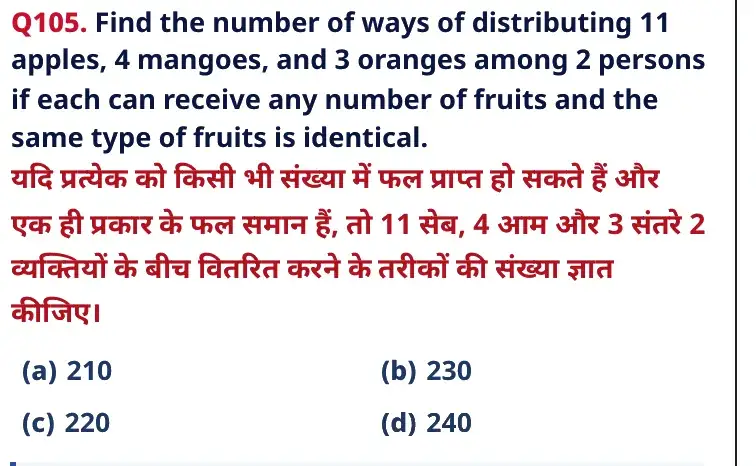 Q105. Find the number of ways of distributing 11
apples, 4 mangoes, and 3 oranges among 2 persons
if each can receive any number of fruits and the
same type of fruits is identical.
यदि प्रत्येक को किसी भी संख्या में फल प्राप्त हो सकते हैं और
एक ही प्रकार के फल समान हैं, तो 11 सेब, 4 आम और 3 संतरे 2
व्यक्तियों के बीच वितरित करने के तरीकों की संख्या ज्ञात
कीजिए।
(a) 210 (b) 230
(c) 220 (d) 240